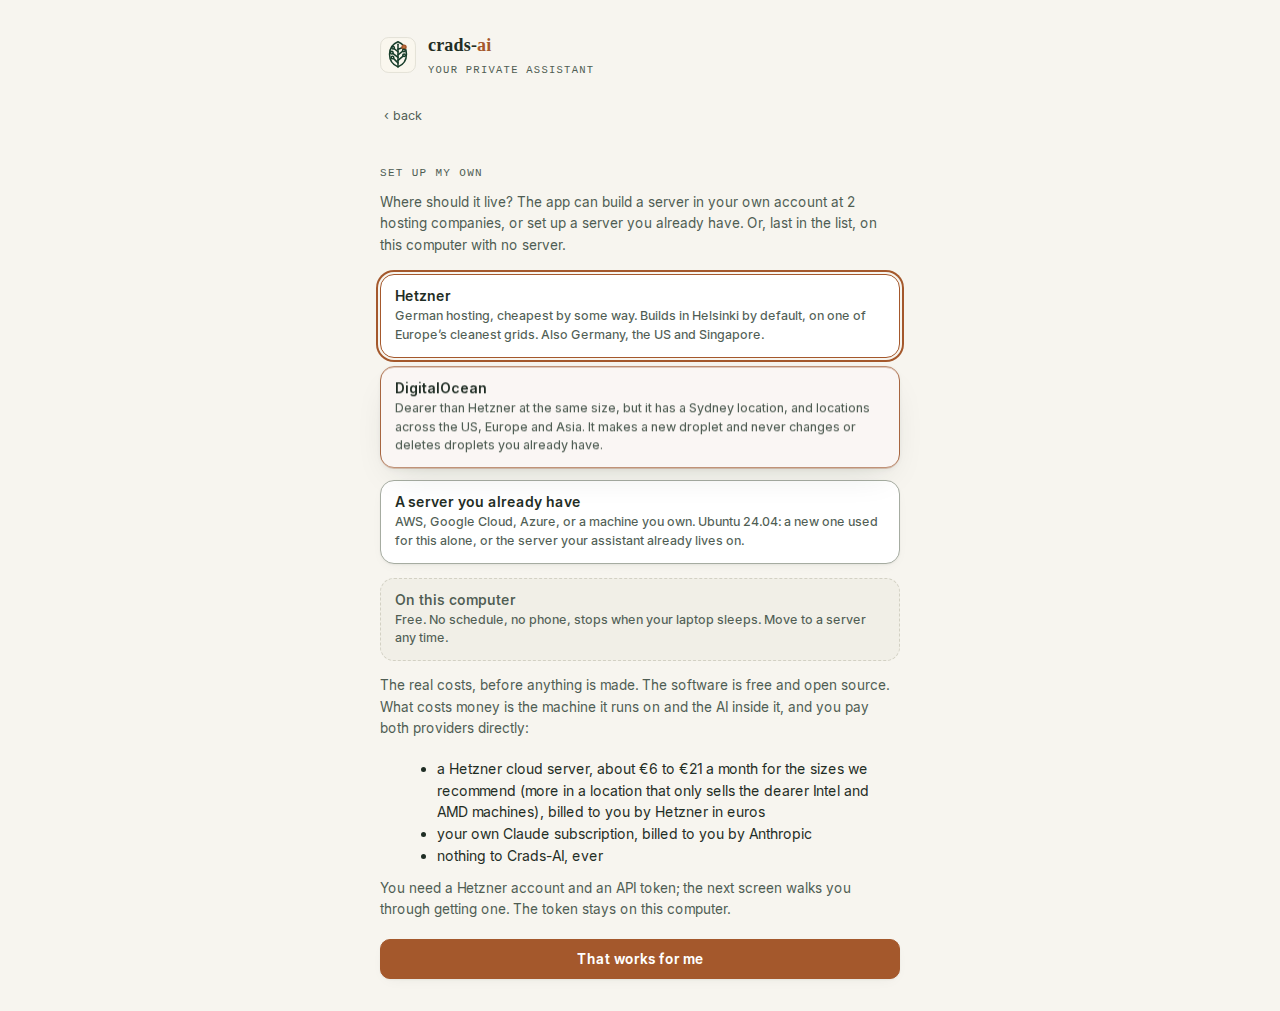 crads-ai
YOUR PRIVATE ASSISTANT
‹ back
SET UP MY OWN
Where should it live? The app can build a server in your own account at 2
hosting companies, or set up a server you already have. Or, last in the list, on
this computer with no server.
Hetzner
German hosting, cheapest by some way. Builds in Helsinki by default, on one of
Europe’s cleanest grids. Also Germany, the US and Singapore.
DigitalOcean
Dearer than Hetzner at the same size, but it has a Sydney location, and locations
across the US, Europe and Asia. It makes a new droplet and never changes or
deletes droplets you already have.
A server you already have
AWS, Google Cloud, Azure, or a machine you own. Ubuntu 24.04: a new one used
for this alone, or the server your assistant already lives on.
On this computer
Free. No schedule, no phone, stops when your laptop sleeps. Move to a server
any time.
The real costs, before anything is made. The software is free and open source.
What costs money is the machine it runs on and the AI inside it, and you pay
both providers directly:
• a Hetzner cloud server, about €6 to €21 a month for the sizes we
recommend (more in a location that only sells the dearer Intel and
AMD machines), billed to you by Hetzner in euros
• your own Claude subscription, billed to you by Anthropic
• nothing to Crads-AI, ever
You need a Hetzner account and an API token; the next screen walks you
through getting one. The token stays on this computer.
That works for me